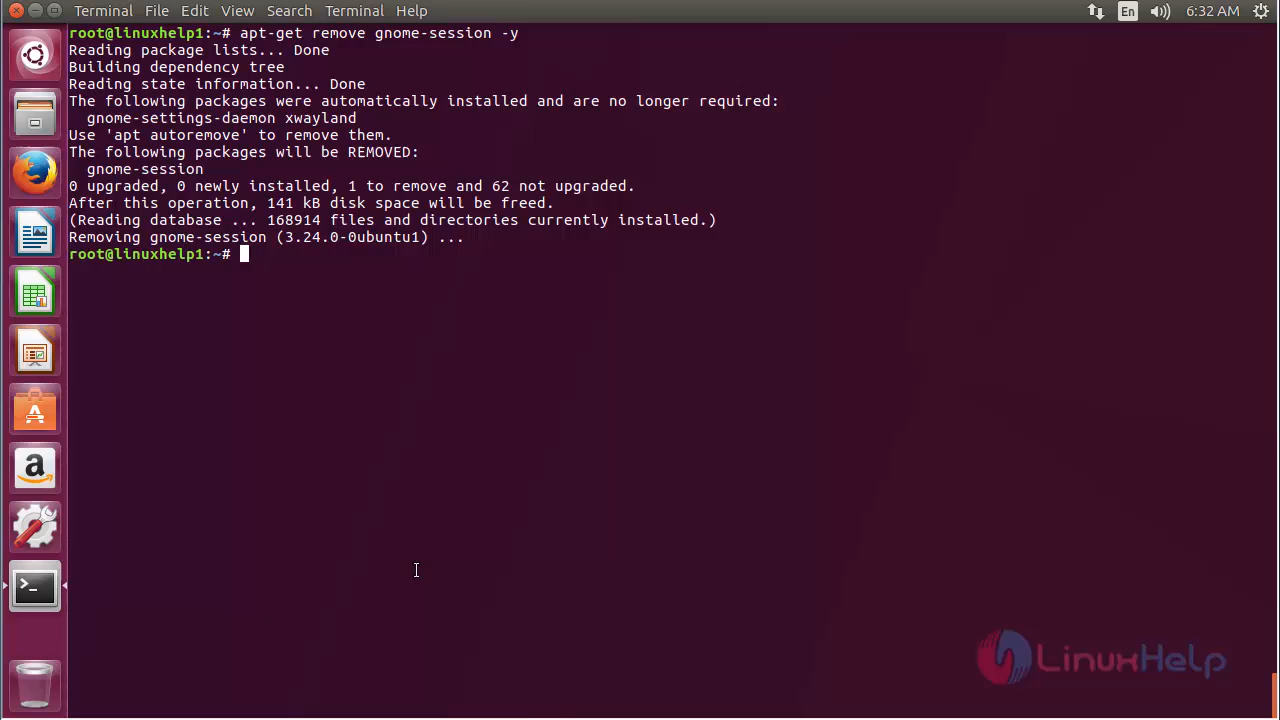 Terminal File Edit View Search Terminal Help En 6:32 AM
root@linuxhelp1:~# apt-get remove gnome-session -y
Reading package lists... Done
Building dependency tree
Reading state information... Done
The following packages were automatically installed and are no longer required:
  gnome-settings-daemon xwayland
Use 'apt autoremove' to remove them.
The following packages will be REMOVED:
  gnome-session
0 upgraded, 0 newly installed, 1 to remove and 62 not upgraded.
After this operation, 141 kB disk space will be freed.
(Reading database ... 168914 files and directories currently installed.)
Removing gnome-session (3.24.0-0ubuntu1) ...
root@linuxhelp1:~#
LinuxHelp